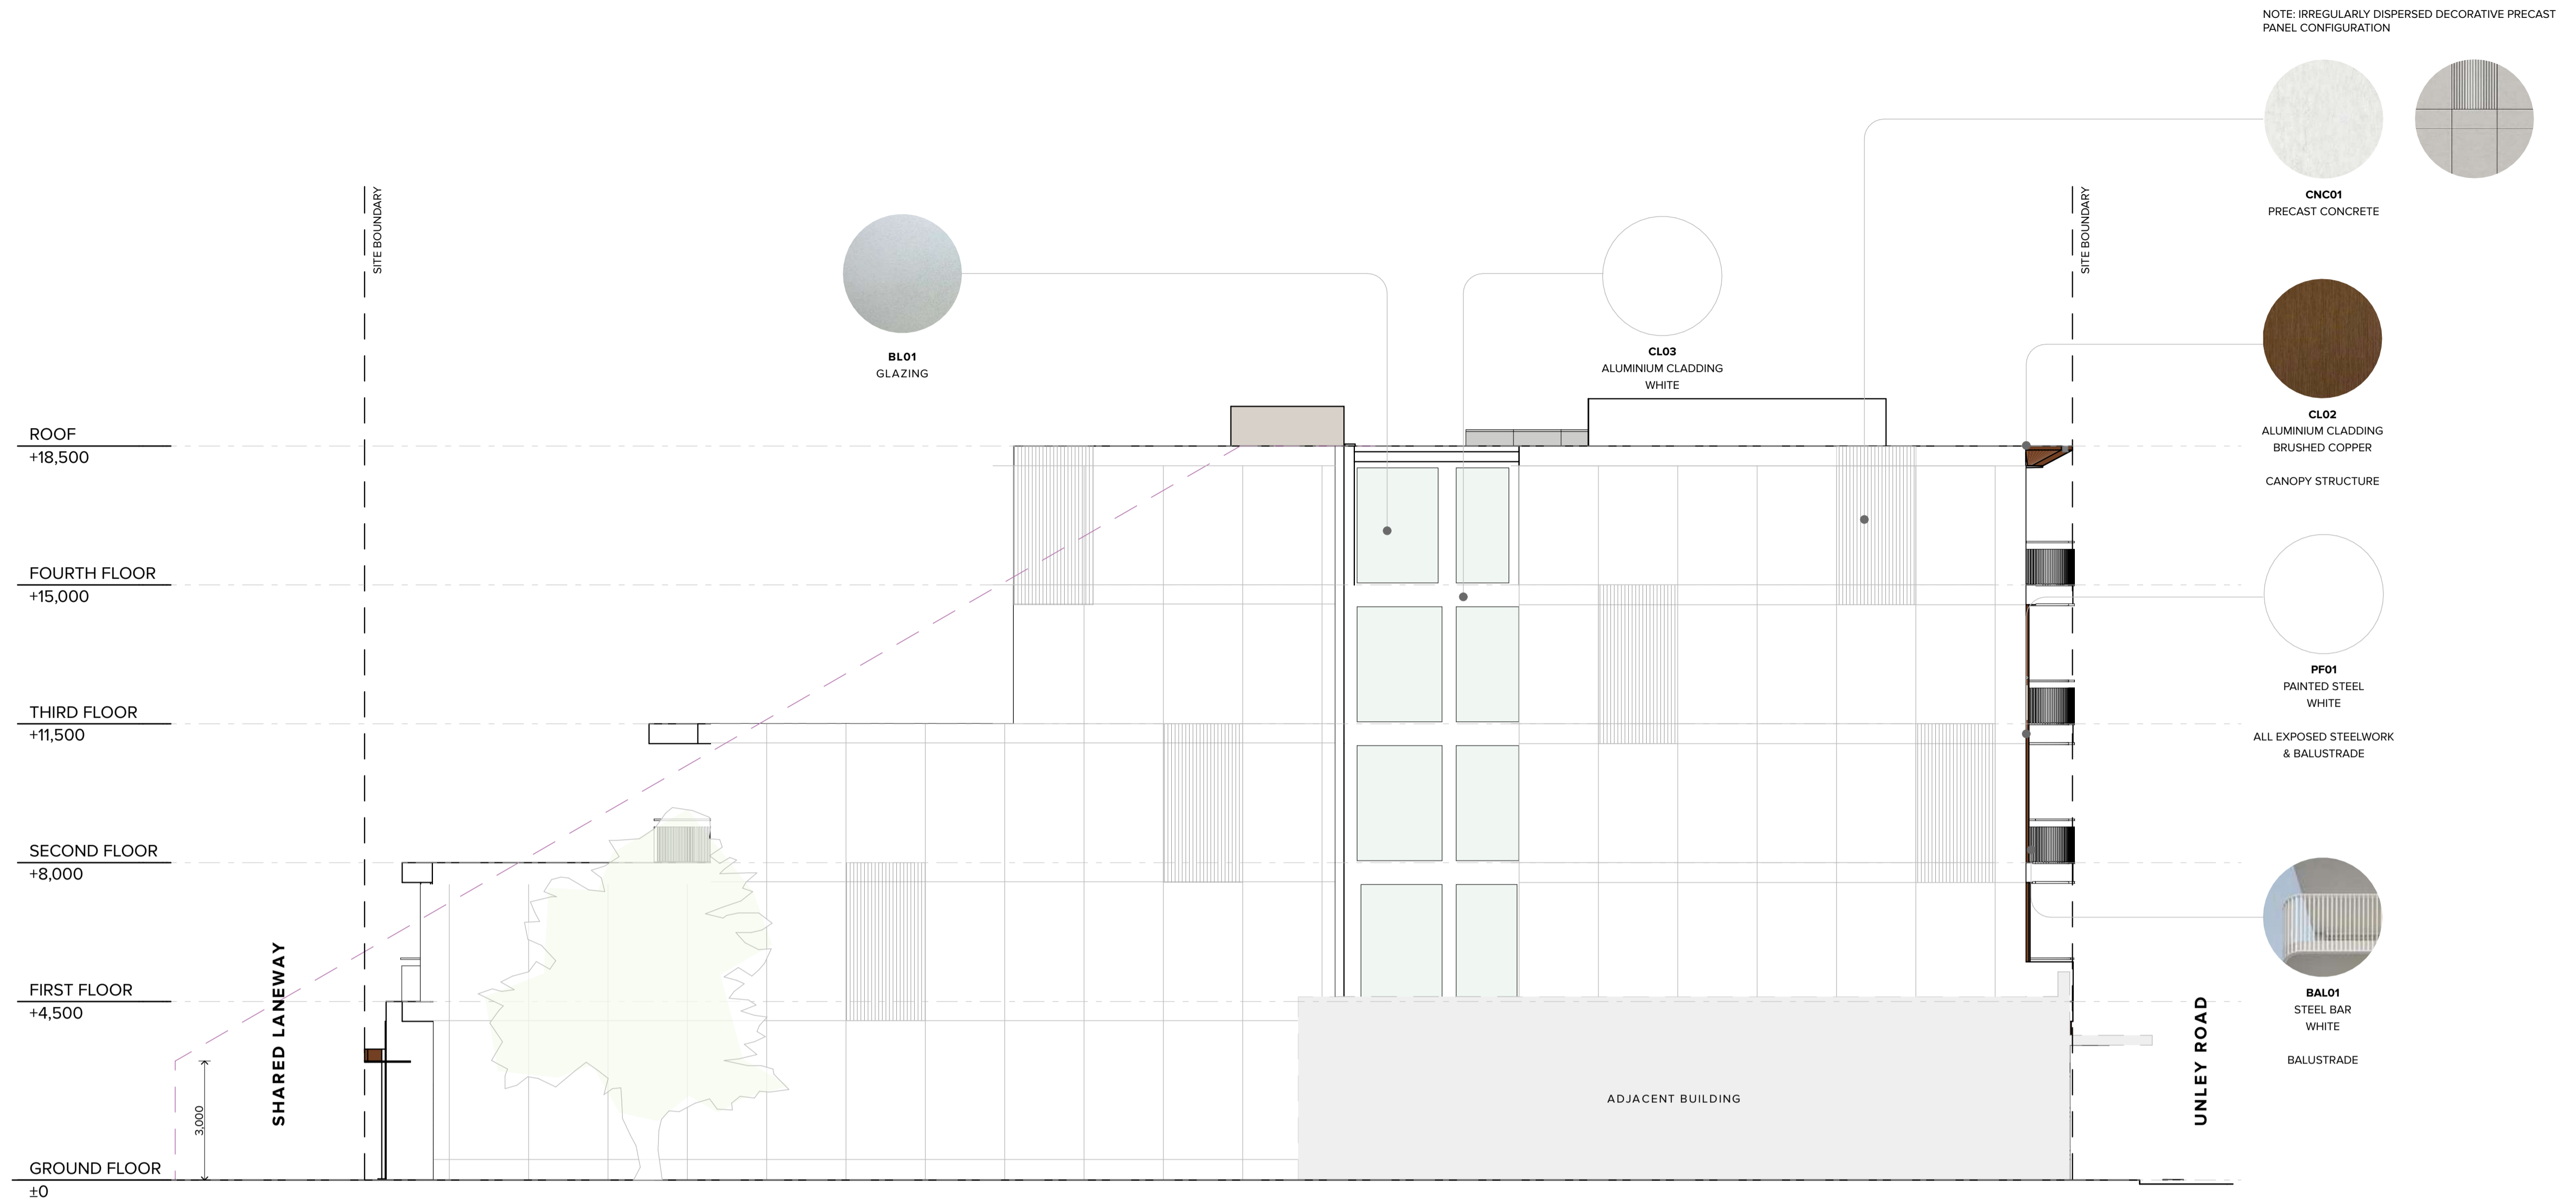 NOTE: IRREGULARLY DISPERSED DECORATIVE PRECAST
PANEL CONFIGURATION
SITE BOUNDARY
SITE BOUNDARY
CNC01
PRECAST CONCRETE
BL01
GLAZING
CL03
ALUMINIUM CLADDING
WHITE
CL02
ALUMINIUM CLADDING
BRUSHED COPPER
CANOPY STRUCTURE
ROOF
+18,500
FOURTH FLOOR
+15,000
PF01
PAINTED STEEL
WHITE
ALL EXPOSED STEELWORK
& BALUSTRADE
THIRD FLOOR
+11,500
SECOND FLOOR
+8,000
FIRST FLOOR
+4,500
BAL01
STEEL BAR
WHITE
BALUSTRADE
SHARED LANEWAY
3,000
ADJACENT BUILDING
UNLEY ROAD
GROUND FLOOR
±0